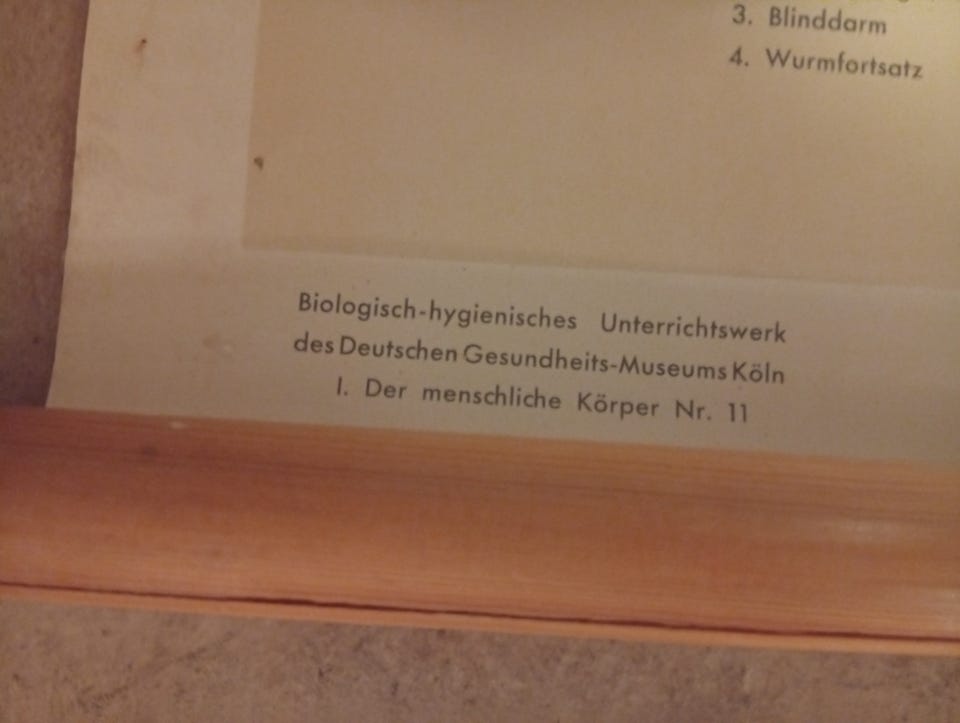 3. Blinddarm
4. Wurmfortsatz
Biologisch-hygienisches Unterrichtswerk
des Deutschen Gesundheits-Museums Köln
I. Der menschliche Körper Nr. 11